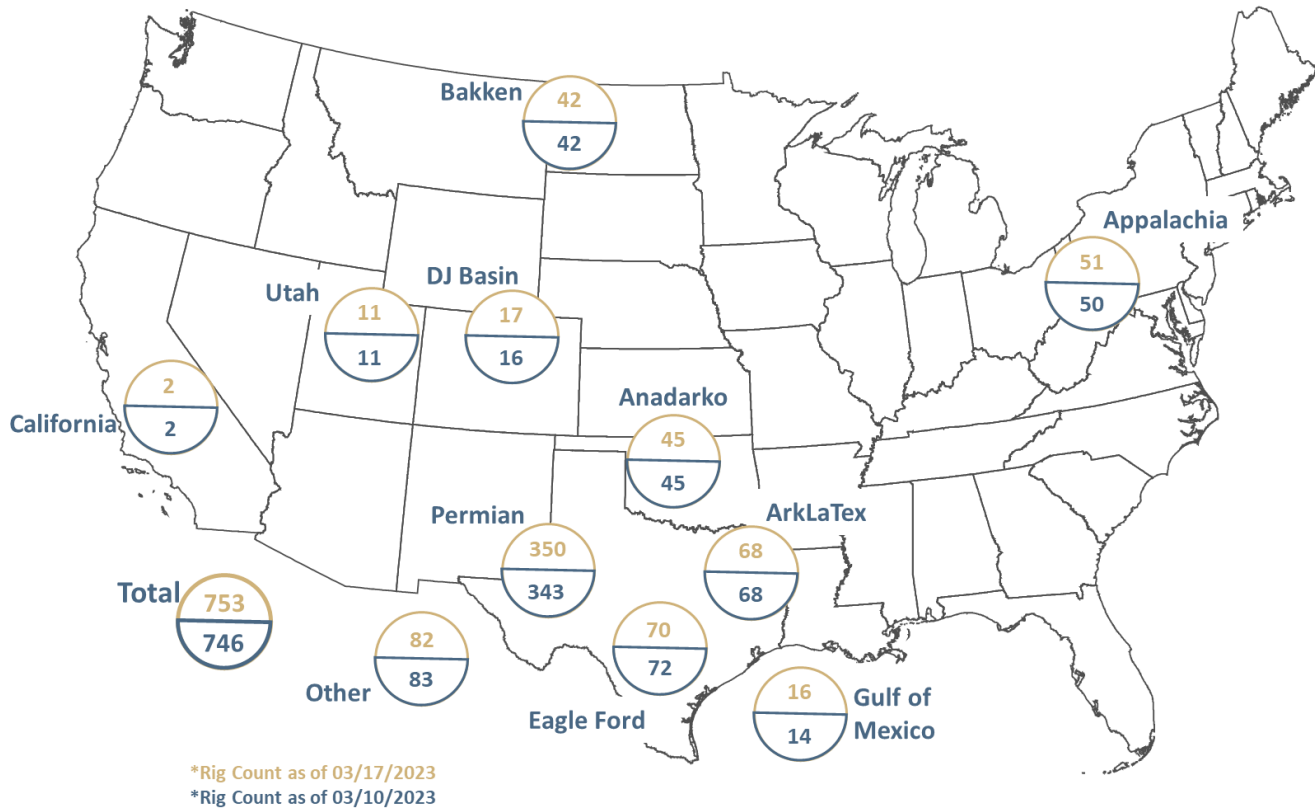 Bakken
42
42
Appalachia
51
50
DJ Basin
17
16
Utah
11
11
California
2
2
Anadarko
45
45
Permian
350
343
ArkLaTex
68
68
Total
753
746
Other
82
83
Eagle Ford
70
72
Gulf of
Mexico
16
14
*Rig Count as of 03/17/2023
*Rig Count as of 03/10/2023